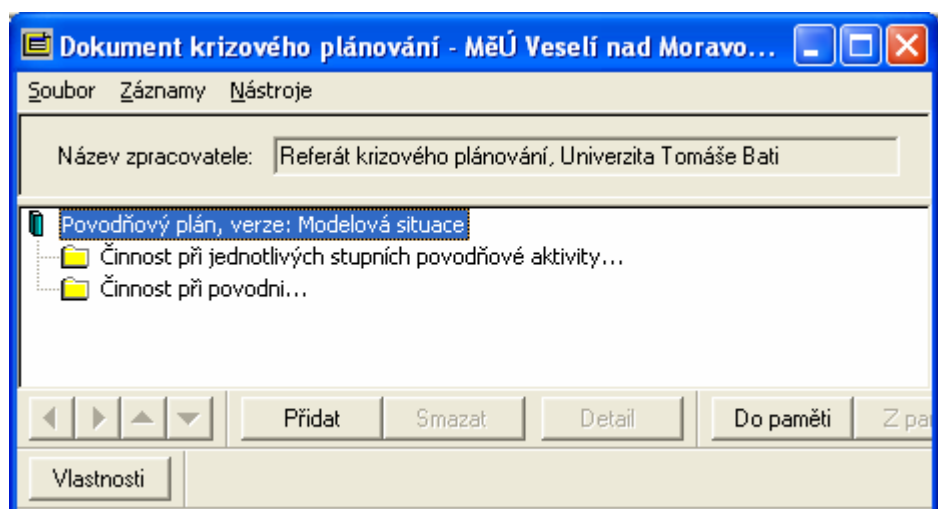 Dokument krizového plánování - MěÚ Veselí nad Moravo...
Soubor Záznamy Nástroje
Název zpracovatele: Referát krizového plánování, Univerzita Tomáše Bati
Povodňový plán, verze: Modelová situace
Činnost při jednotlivých stupních povodňové aktivity...
Činnost při povodni...
Přidat Smazat Detail Do paměti Z pa
Vlastnosti